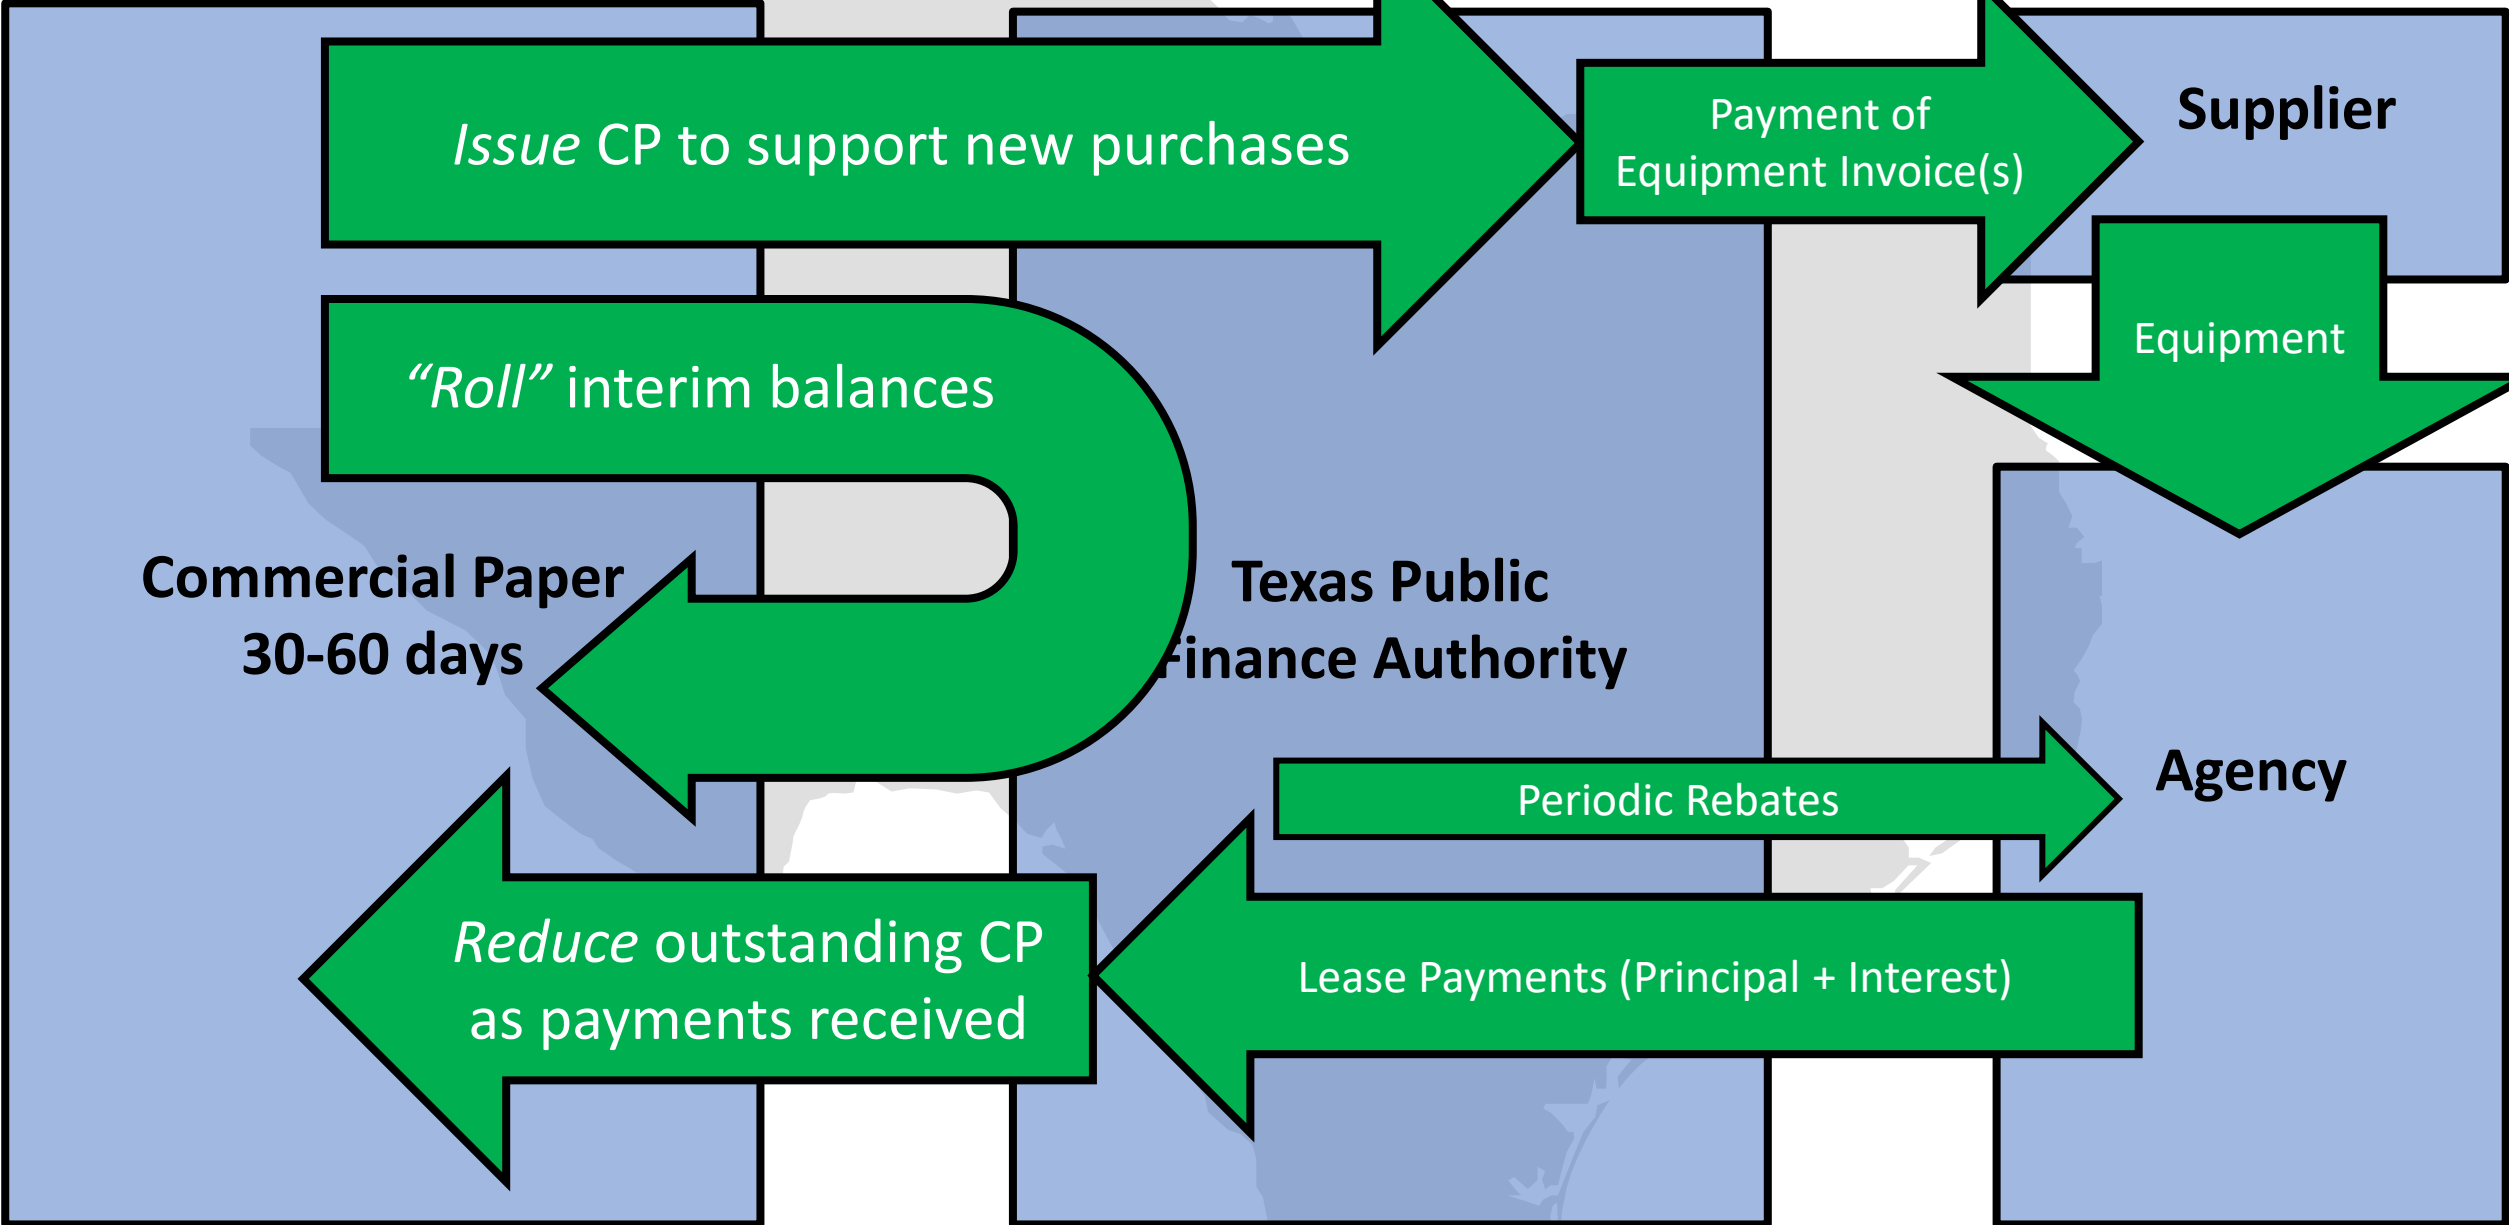 Issue CP to support new purchases
Payment of
Equipment Invoice(s)
Supplier
Equipment
“Roll” interim balances
Commercial Paper
30-60 days
Texas Public
Finance Authority
Periodic Rebates
Agency
Reduce outstanding CP
as payments received
Lease Payments (Principal + Interest)